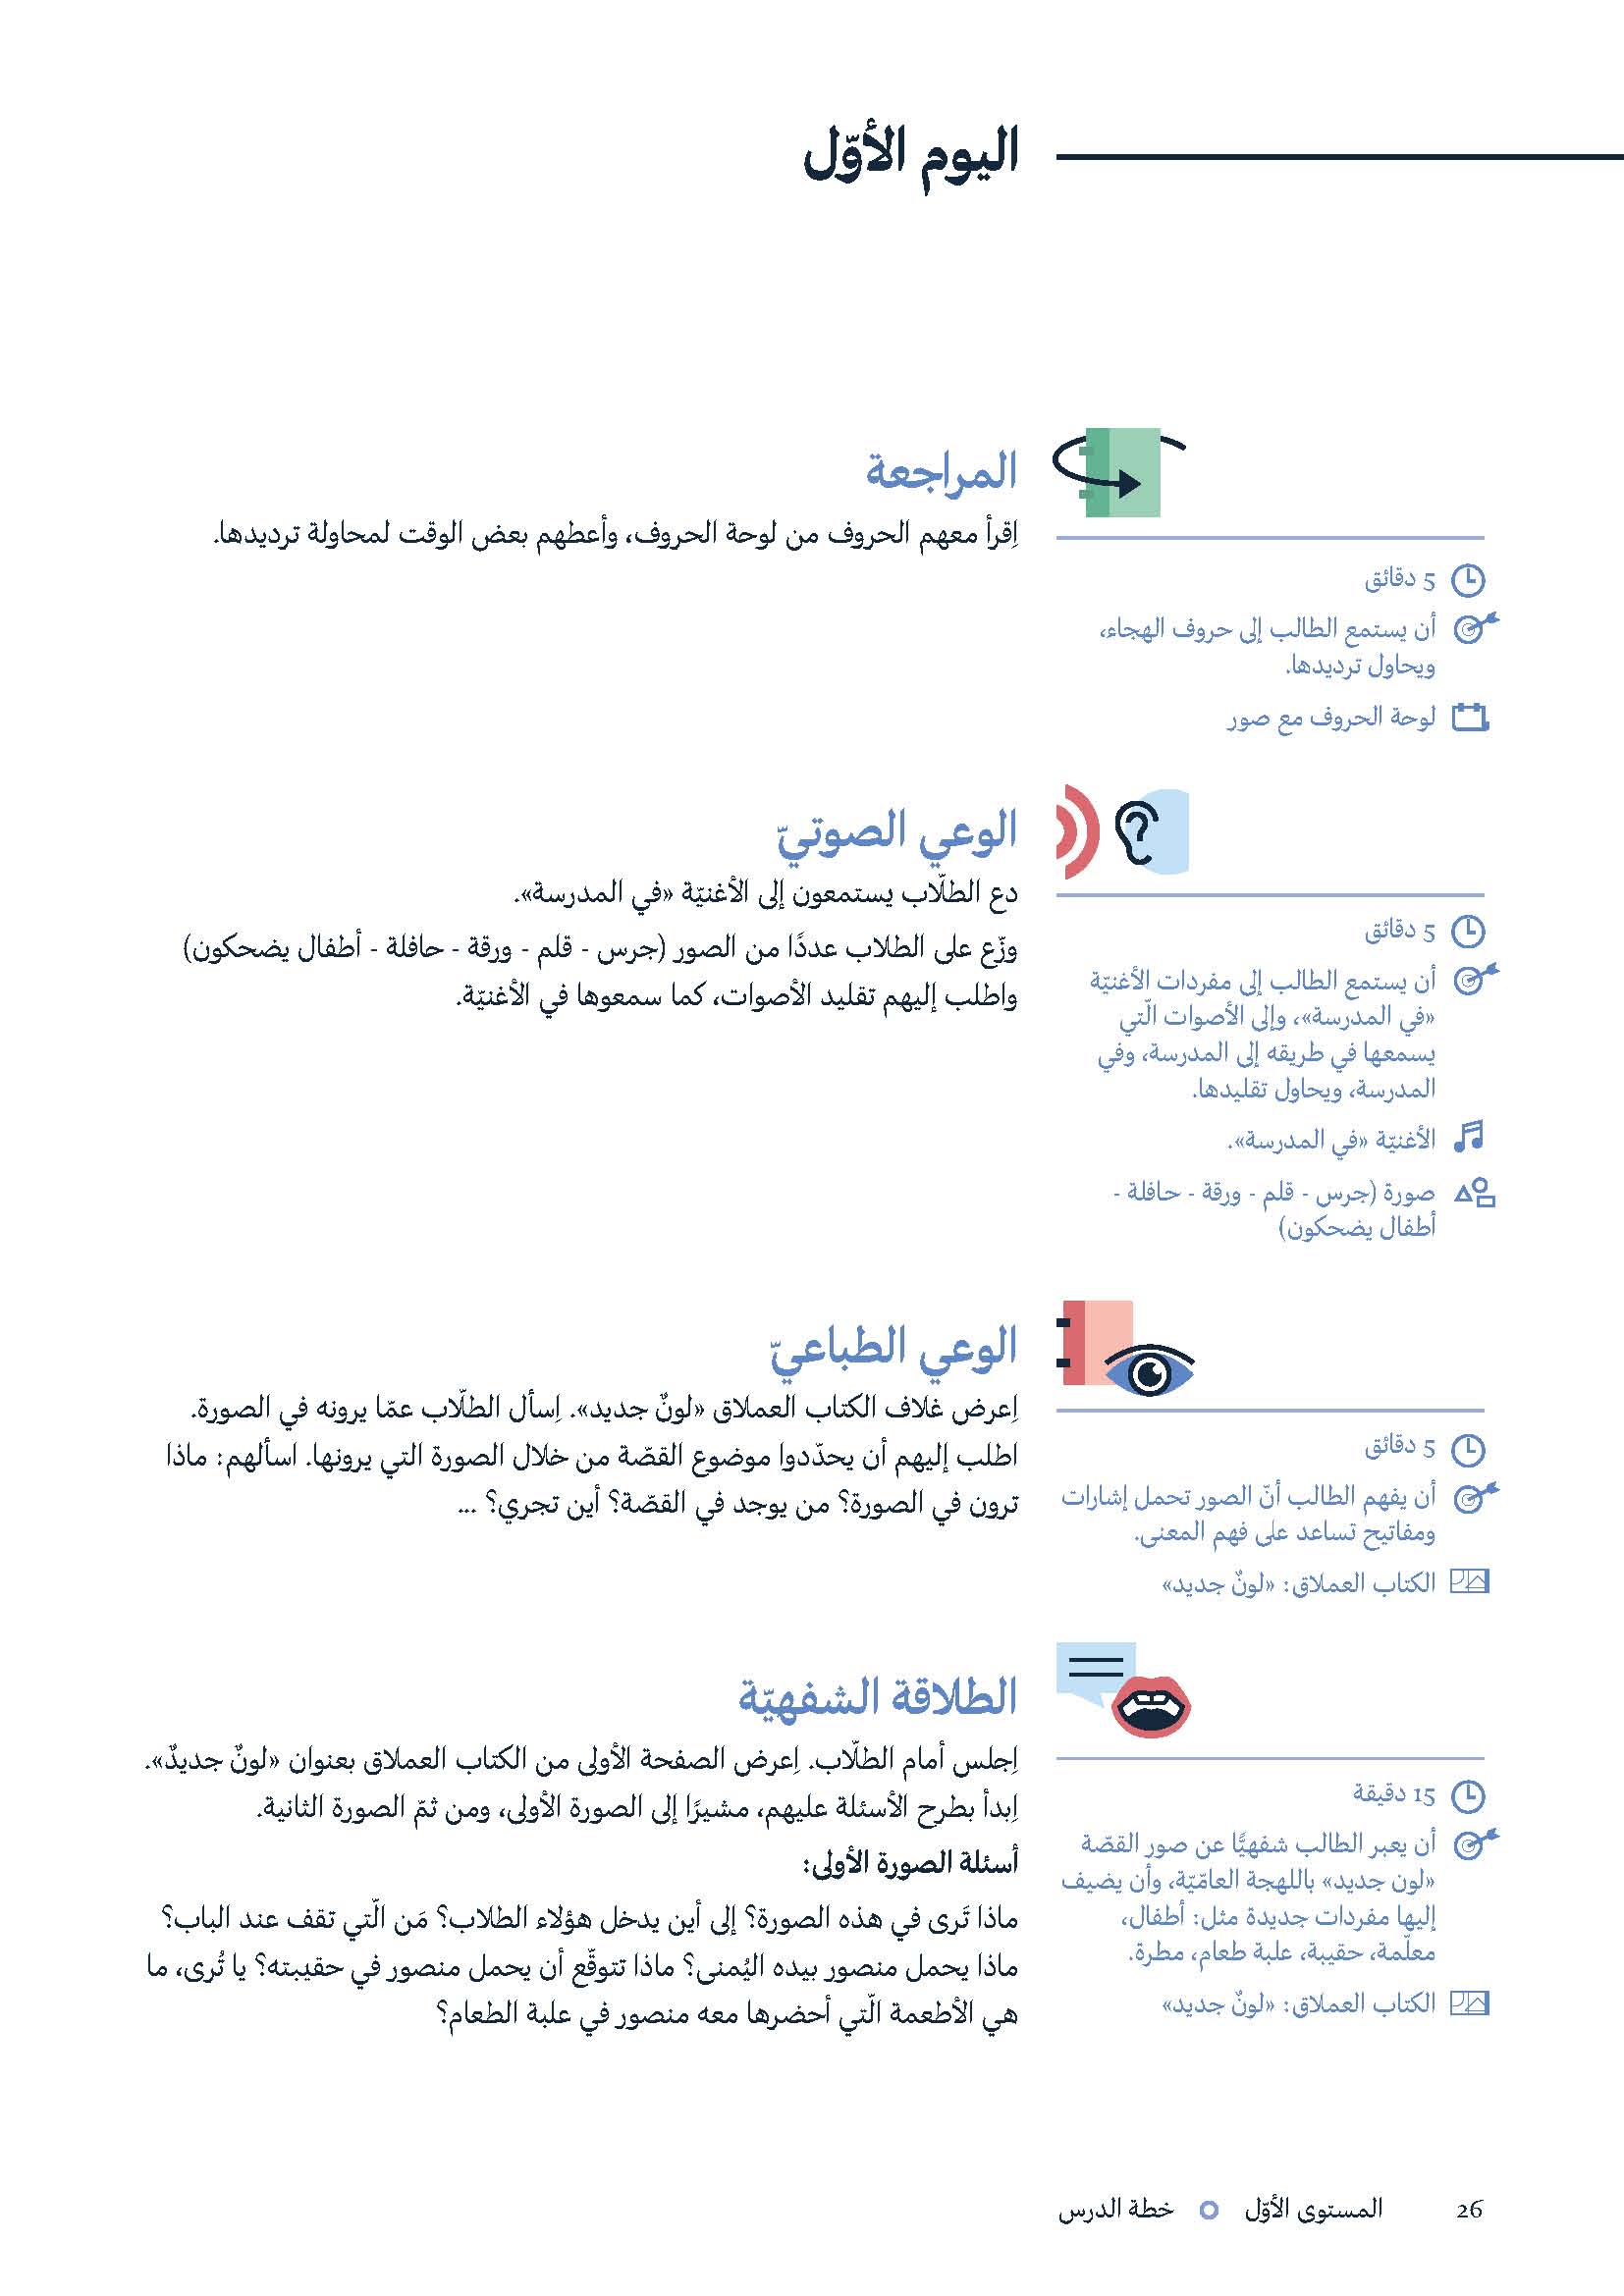 اليوم الأوّل
المراجعة
اِقرأ معهم الحروف من لوحة الحروف، وأعطهم بعض الوقت لمحاولة ترديدها.
5 دقائق
أن يستمع الطالب إلى حروف الهجاء،
ويحاول ترديدها.
لوحة الحروف مع صور
الوعي الصوتيّ
دع الطلّاب يستمعون إلى الأغنيّة «في المدرسة».
وزّع على الطلاب عددًا من الصور (جرس - قلم - ورقة - حافلة - أطفال يضحكون)
واطلب إليهم تقليد الأصوات، كما سمعوها في الأغنيّة.
5 دقائق
أن يستمع الطالب إلى مفردات الأغنيّة
«في المدرسة»، وإلى الأصوات الّتي
يسمعها في طريقه إلى المدرسة، وفي
المدرسة، ويحاول تقليدها.
الأغنيّة «في المدرسة».
صورة (جرس - قلم - ورقة - حافلة -
أطفال يضحكون)
الوعي الطباعيّ
اِعرض غلاف الكتاب العملاق «لونٌ جديد». اِسأل الطلّاب عمّا يرونه في الصورة.
اطلب إليهم أن يحدّدوا موضوع القصّة من خلال الصورة التي يرونها. اسألهم: ماذا
ترون في الصورة؟ من يوجد في القصّة؟ أين تجري؟ ...
5 دقائق
أن يفهم الطالب أنّ الصور تحمل إشارات
ومفاتيح تساعد على فهم المعنى.
الكتاب العملاق: «لونٌ جديد»
الطلاقة الشفهيّة
اِجلس أمام الطلّاب. اِعرض الصفحة الأولى من الكتاب العملاق بعنوان «لونٌ جديدٌ».
اِبدأ بطرح الأسئلة عليهم، مشيرًا إلى الصورة الأولى، ومن ثمّ الصورة الثانية.
أسئلة الصورة الأولى:
ماذا تَرى في هذه الصورة؟ إلى أين يدخل هؤلاء الطلاب؟ مَن الّتي تقف عند الباب؟
ماذا يحمل منصور بيده اليُمنى؟ ماذا تتوقّع أن يحمل منصور في حقيبته؟ يا تُرى، ما
هي الأطعمة الّتي أحضرها معه منصور في علبة الطعام؟
15 دقيقة
أن يعبر الطالب شفهيًّا عن صور القصّة
«لون جديد» باللهجة العامّيّة، وأن يضيف
إليها مفردات جديدة مثل: أطفال،
معلّمة، حقيبة، علبة طعام، مطرة.
الكتاب العملاق: «لونٌ جديد»
26 المستوى الأوّل خطة الدرس